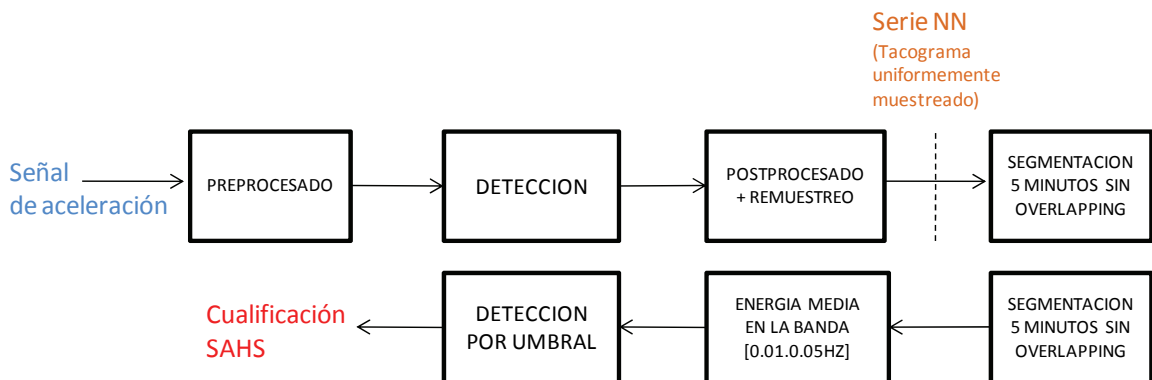 Serie NN
(Tacograma
uniformemente
muestreado)
Señal
de aceleración
PREPROCESADO
DETECCION
POSTPROCESADO
+ REMUESTREO
SEGMENTACION
5 MINUTOS SIN
OVERLAPPING
Cualificación
SAHS
DETECCION
POR UMBRAL
ENERGIA MEDIA
EN LA BANDA
[0.01.0.05HZ]
SEGMENTACION
5 MINUTOS SIN
OVERLAPPING